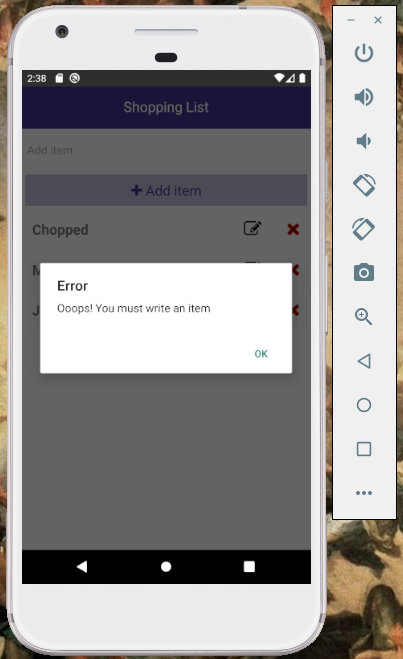 2:38
Shopping List
Add item
+ Add item
Chopped
M
J
Error
Ooops! You must write an item
OK